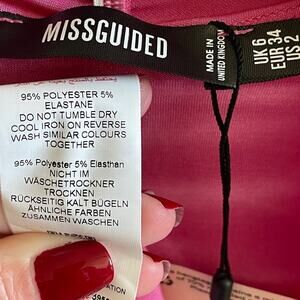 MISSGUIDED
MADE IN
UNITED KINGDOM
UK 6
EUR 34
US 2
95% POLYESTER 5%
ELASTANE
DO NOT TUMBLE DRY
COOL IRON ON REVERSE
WASH SIMILAR COLOURS
TOGETHER
95% POLYESTER 5% Elasthan
NICHT IM
WÄSCHETROCKNER
TROCKNEN
RÜCKSEITIG KALT BÜGELN
ÄHNLICHE FARBEN
ZUSAMMEN WASCHEN